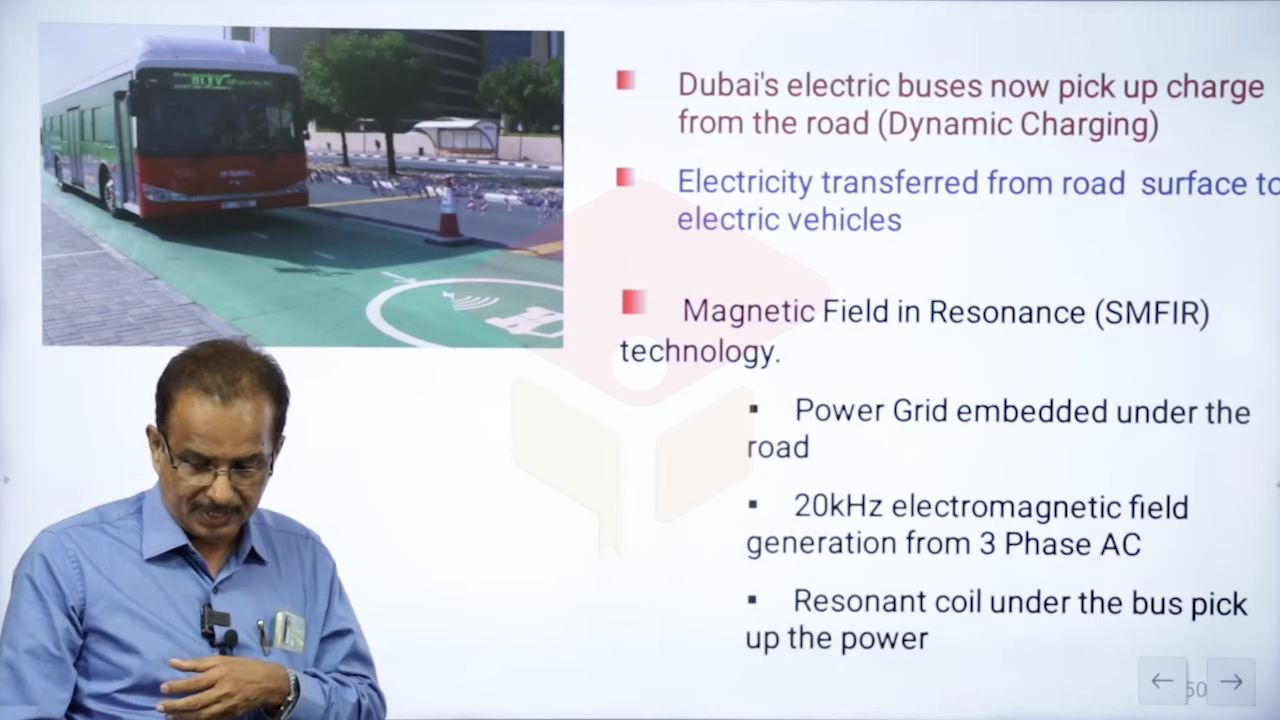 Dubai's electric buses now pick up charge
from the road (Dynamic Charging)
Electricity transferred from road surface to
electric vehicles
Magnetic Field in Resonance (SMFIR)
technology.
Power Grid embedded under the
road
20kHz electromagnetic field
generation from 3 Phase AC
Resonant coil under the bus pick
up the power
50